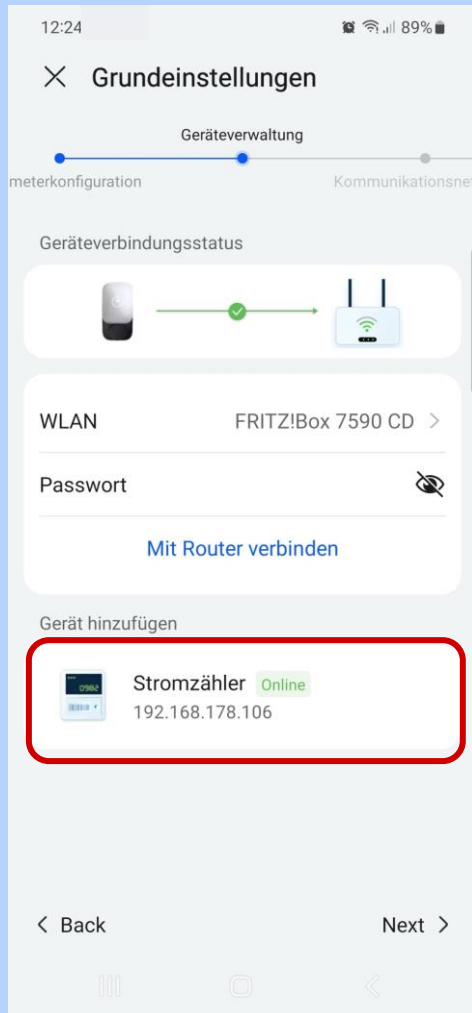 12:24
89%
Grundeinstellungen
Geräteverwaltung
meterkonfiguration
Kommunikationsnet
Geräteverbindungsstatus
WLAN FRITZ!Box 7590 CD
Passwort
Mit Router verbinden
Gerät hinzufügen
Stromzähler Online
192.168.178.106
Back
Next